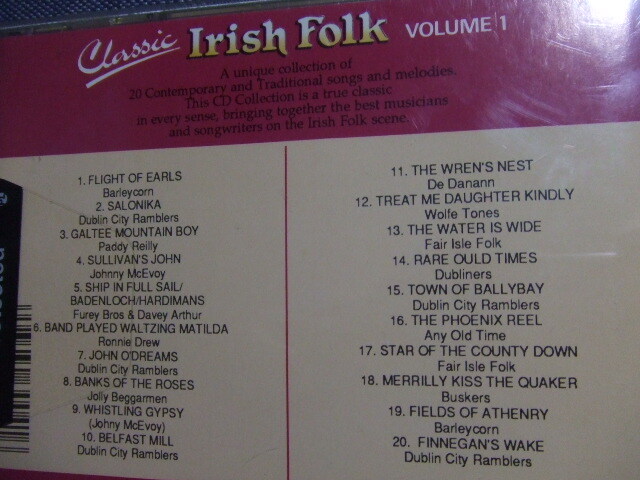 Classic Irish Folk VOLUME 1
A unique collection of
20 Contemporary and Traditional songs and melodies.
This CD Collection is a true classic
in every sense, bringing together the best musicians
and songwriters on the Irish Folk scene.
1. FLIGHT OF EARLS
Barleycorn
2. SALONIKA
Dublin City Ramblers
3. GALTEE MOUNTAIN BOY
Paddy Reilly
4. SULLIVAN'S JOHN
Johnny McEvoy
5. SHIP IN FULL SAIL/
BADENLOCH/HARDIMANS
Furey Bros & Davey Arthur
6. BAND PLAYED WALTZING MATILDA
Ronnie Drew
7. JOHN O'DREAMS
Dublin City Ramblers
8. BANKS OF THE ROSES
Jolly Beggarmen
9. WHISTLING GYPSY
(Johny McEvoy)
10. BELFAST MILL
Dublin City Ramblers
11. THE WREN'S NEST
De Danann
12. TREAT ME DAUGHTER KINDLY
Wolfe Tones
13. THE WATER IS WIDE
Fair Isle Folk
14. RARE OULD TIMES
Dubliners
15. TOWN OF BALLYBAY
Dublin City Ramblers
16. THE PHOENIX REEL
Any Old Time
17. STAR OF THE COUNTY DOWN
Fair Isle Folk
18. MERRILLY KISS THE QUAKER
Buskers
19. FIELDS OF ATHENRY
Barleycorn
20. FINNEGAN'S WAKE
Dublin City Ramblers